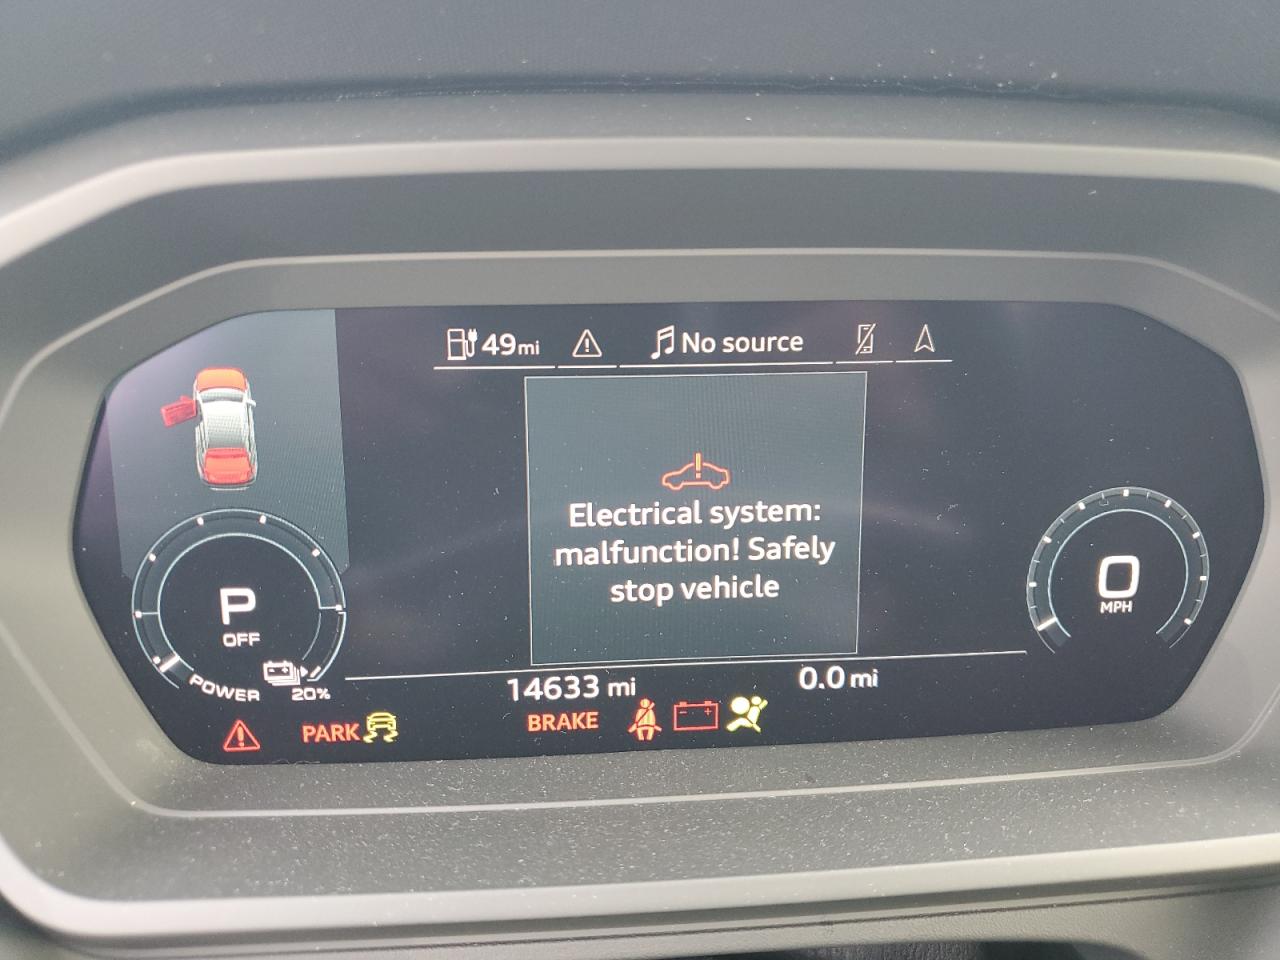 49mi
No source
Electrical system:
malfunction! Safely
stop vehicle
P
OFF
POWER
20%
0
MPH
14633 mi
0.0 mi
PARK
BRAKE